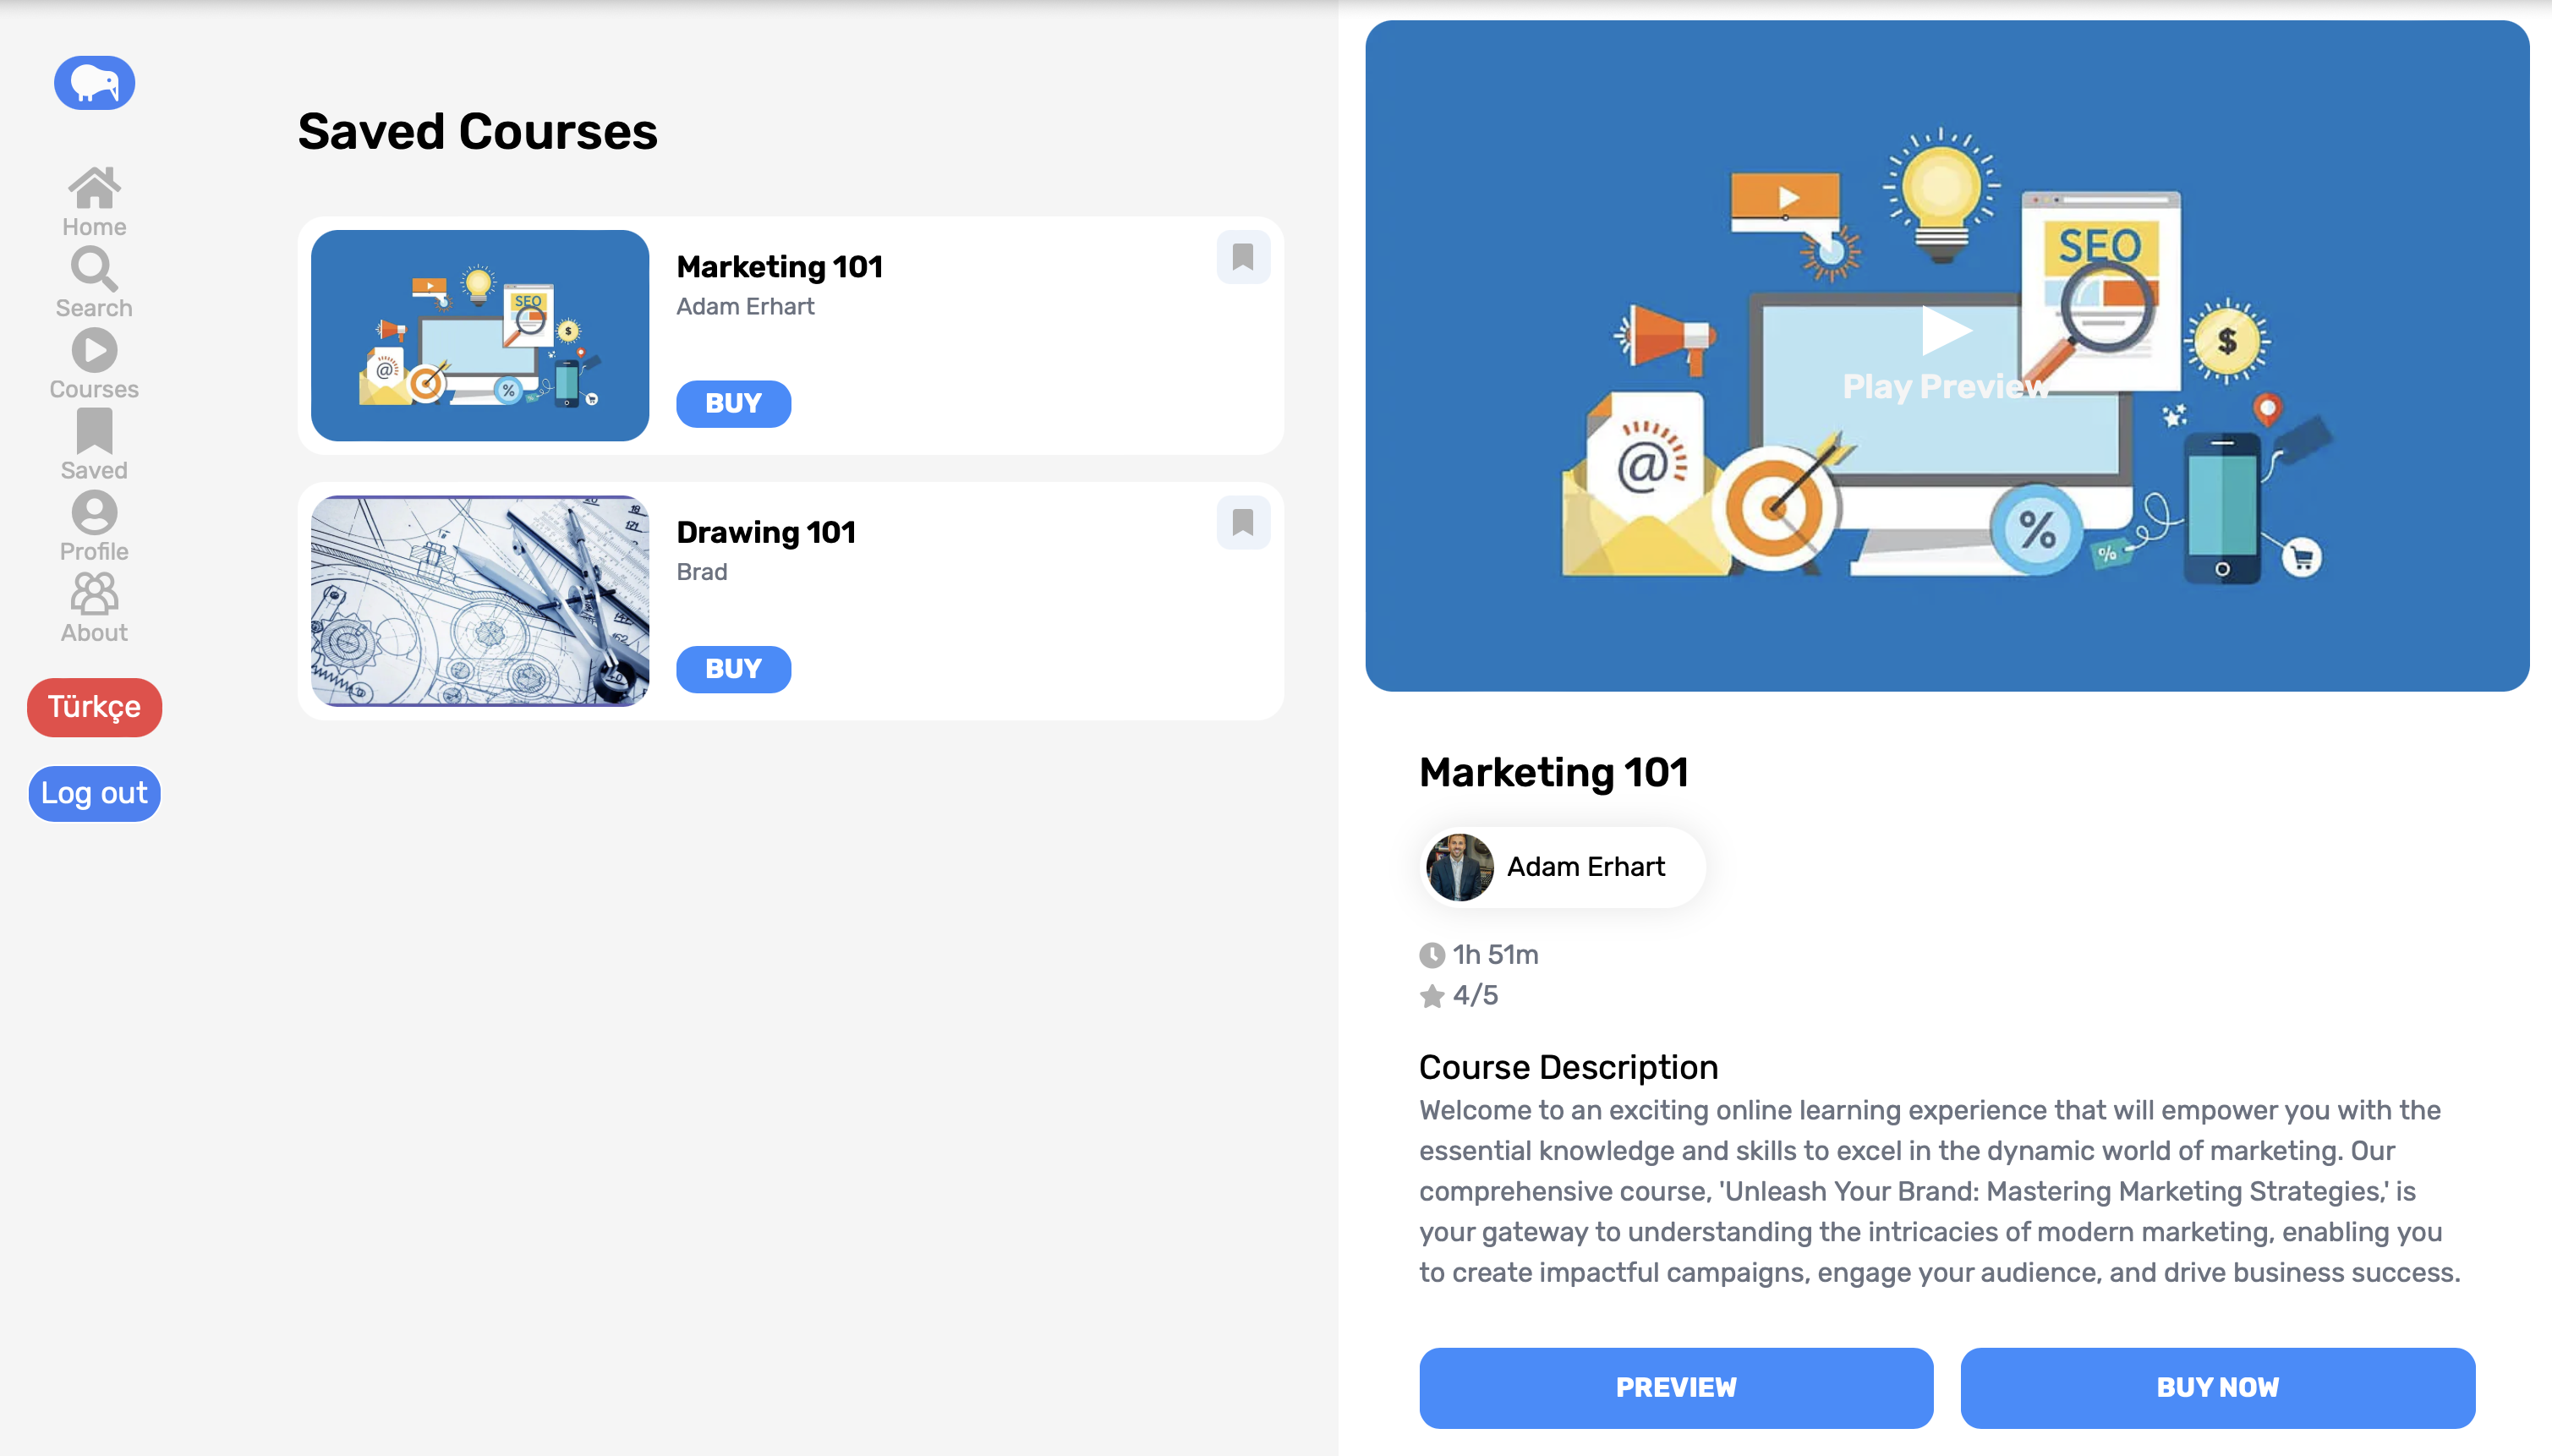 Home
Search
Courses
Saved
Profile
About
Türkçe
Log out
Saved Courses
SEO
@
$
%
Marketing 101
Adam Erhart
BUY
Drawing 101
Brad
BUY
SEO
$
Play Preview
@
%
%
Marketing 101
Adam Erhart
1h 51m
4/5
Course Description
Welcome to an exciting online learning experience that will empower you with the
essential knowledge and skills to excel in the dynamic world of marketing. Our
comprehensive course, 'Unleash Your Brand: Mastering Marketing Strategies,' is
your gateway to understanding the intricacies of modern marketing, enabling you
to create impactful campaigns, engage your audience, and drive business success.
PREVIEW
BUY NOW